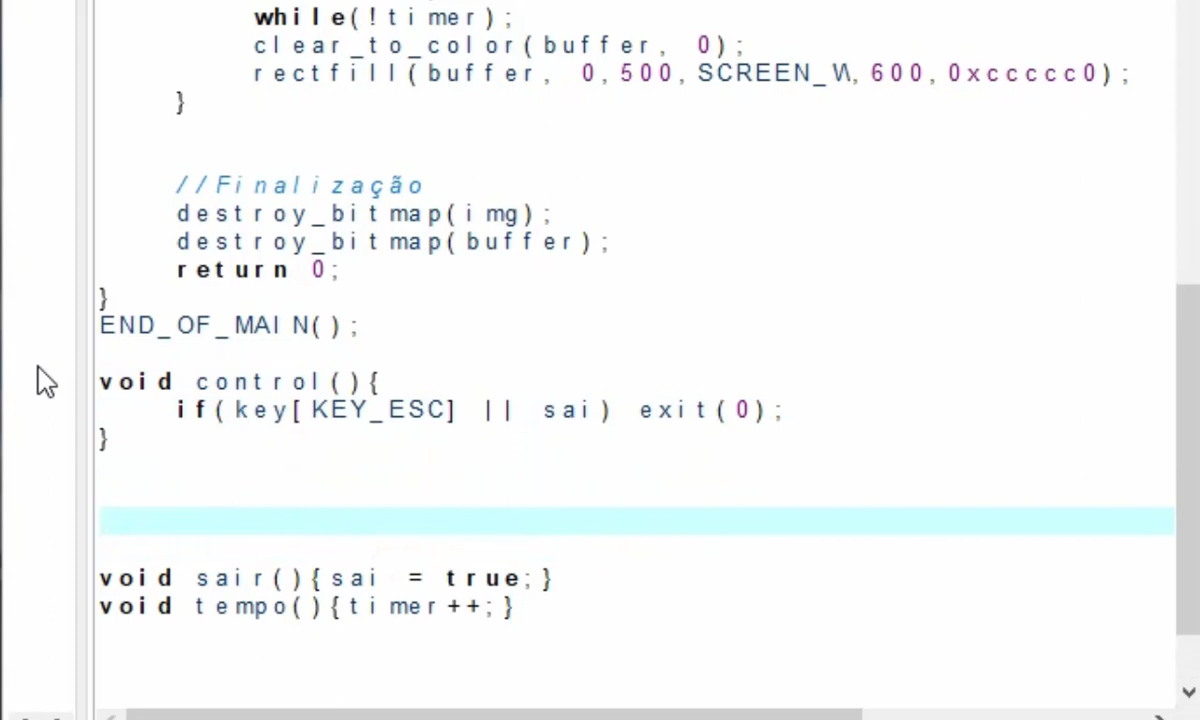 while(!timer);
clear_to_color(buffer, 0);
rectfill(buffer, 0,500,SCREEN_W,600,0xccccc0);
}
//Finalização
destroy_bitmap(img);
destroy_bitmap(buffer);
return 0;
}
END_OF_MAIN();
void control(){
if(key[KEY_ESC] || sai) exit(0);
}
void sair(){sai = true;}
void tempo(){timer++;}